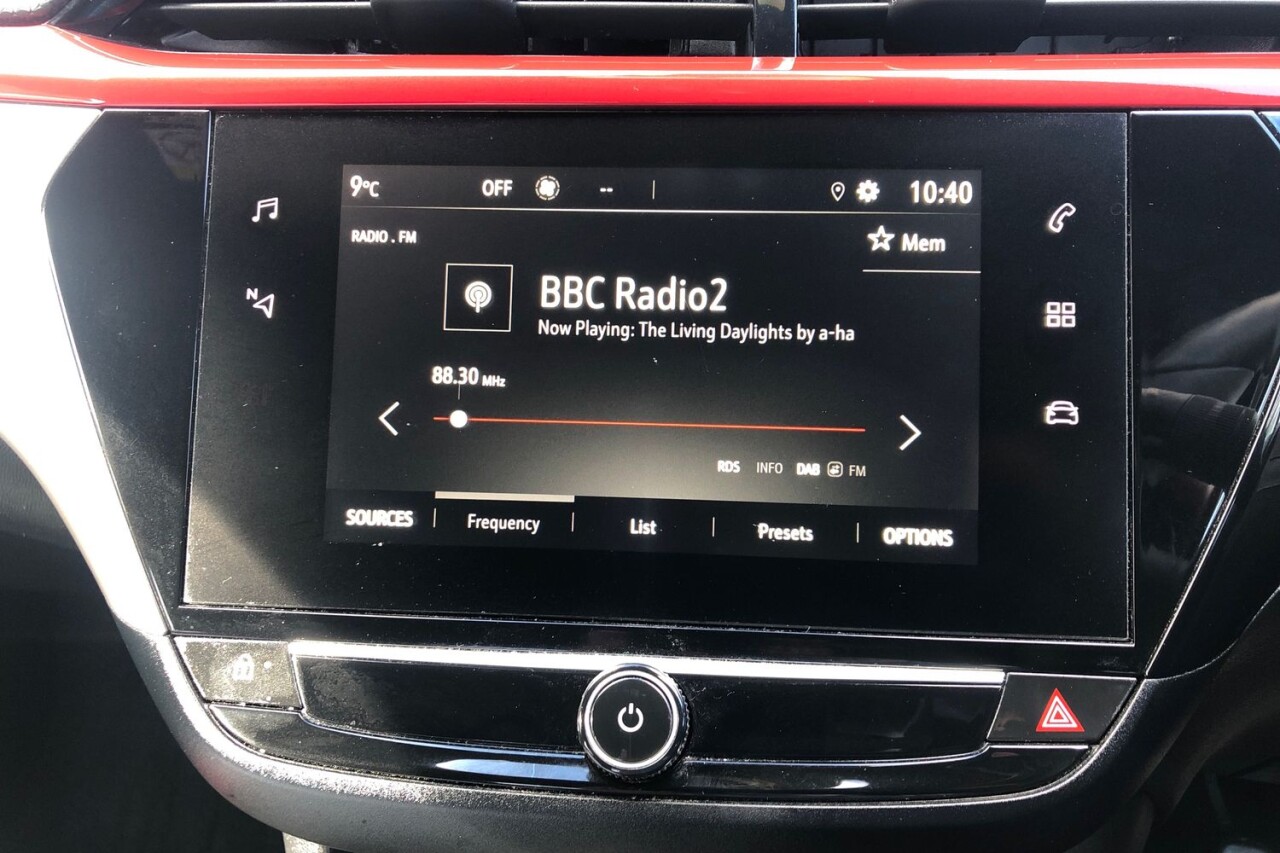 9°C OFF -- 10:40
RADIO . FM
Mem
BBC Radio2
Now Playing: The Living Daylights by a-ha
88.30 MHz
RDS INFO DAB FM
SOURCES Frequency List Presets OPTIONS
N